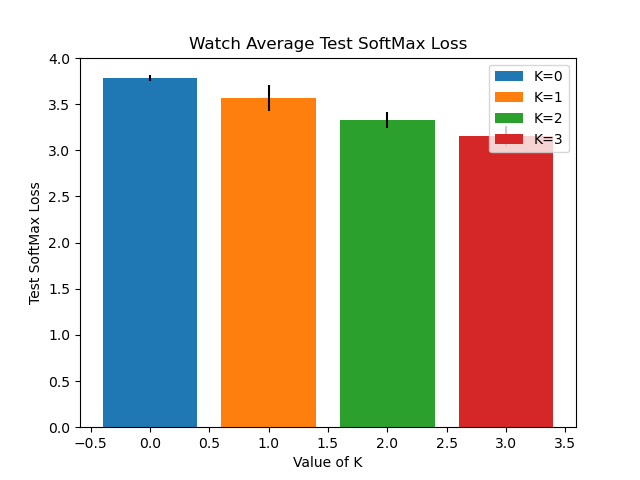 Watch Average Test SoftMax Loss
4.0
3.5
3.0
2.5
2.0
1.5
1.0
0.5
0.0
Test SoftMax Loss
K=0
K=1
K=2
K=3
−0.5 0.0 0.5 1.0 1.5 2.0 2.5 3.0 3.5
Value of K